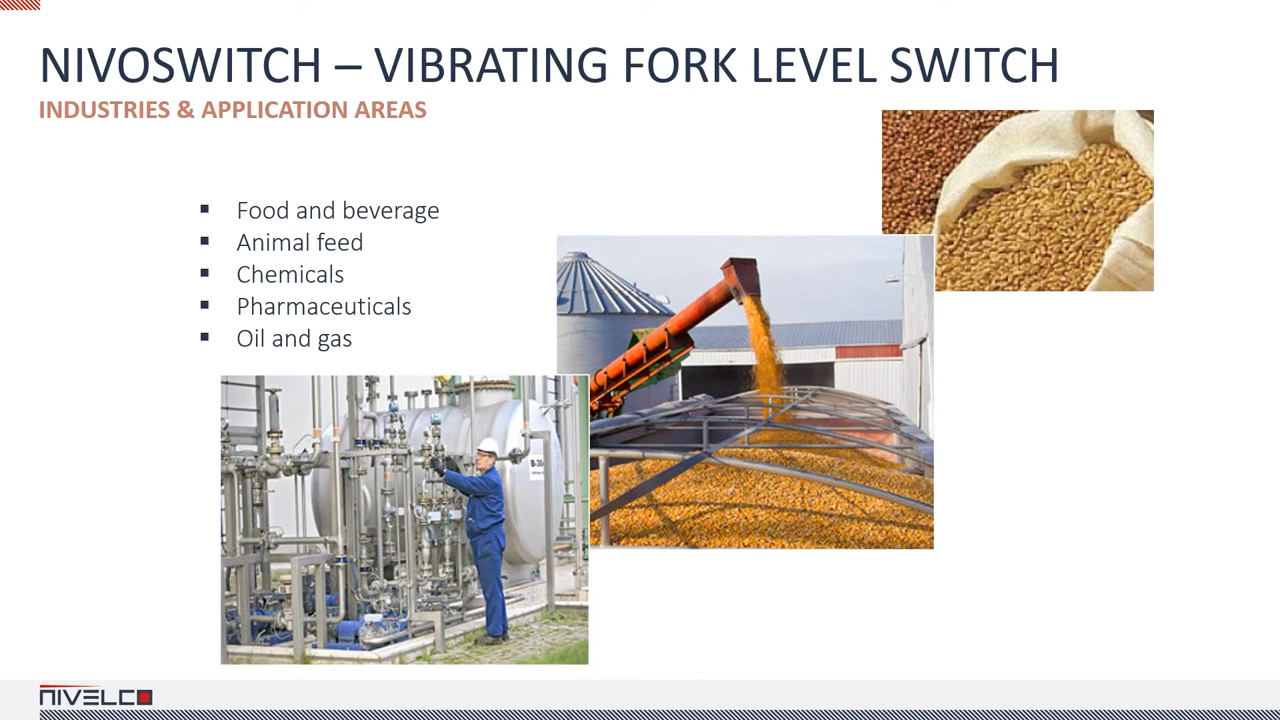 NIVOSWITCH – VIBRATING FORK LEVEL SWITCH
INDUSTRIES & APPLICATION AREAS
Food and beverage
Animal feed
Chemicals
Pharmaceuticals
Oil and gas
NIVELCO